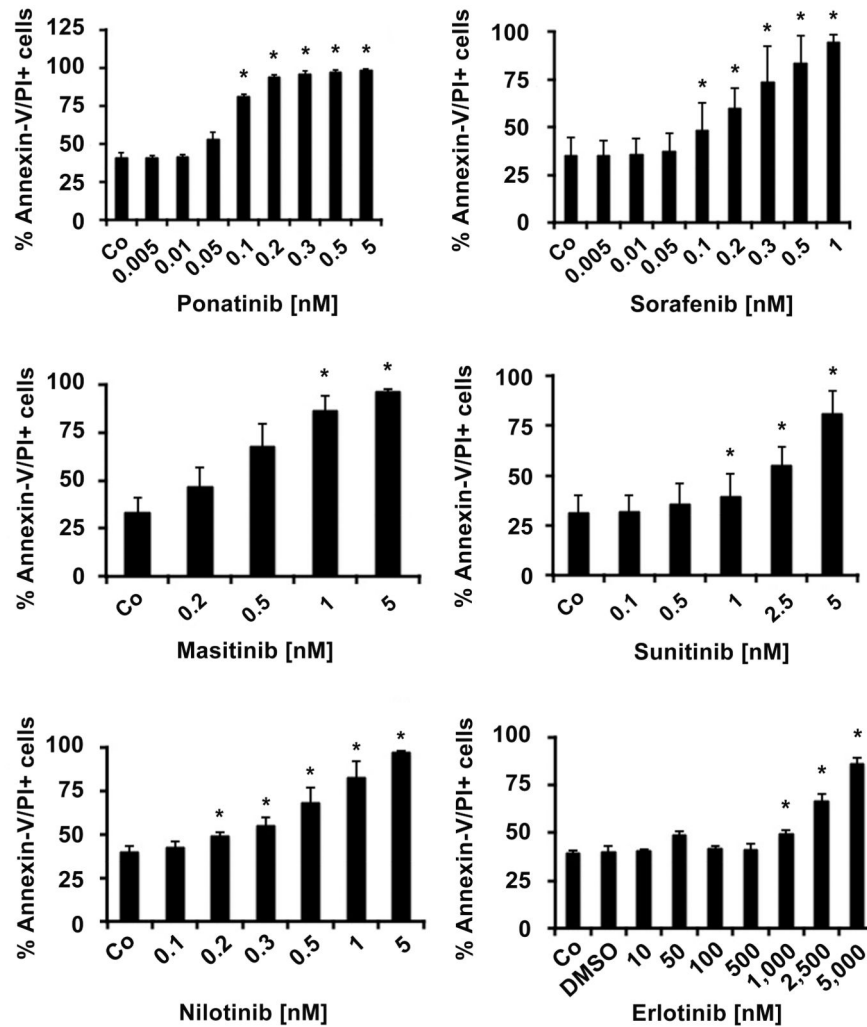 % Annexin-V/PI+ cells
125
100
75
50
25
0
* * * * *
Co 0.005 0.01 0.05 0.1 0.2 0.3 0.5 5
Ponatinib [nM]
% Annexin-V/PI+ cells
100
75
50
25
0
* * * * *
Co 0.005 0.01 0.05 0.1 0.2 0.3 0.5 1
Sorafenib [nM]
% Annexin-V/PI+ cells
100
75
50
25
0
* *
Co 0.2 0.5 1 5
Masitinib [nM]
% Annexin-V/PI+ cells
100
75
50
25
0
* * *
Co 0.1 0.5 1 2.5 5
Sunitinib [nM]
% Annexin-V/PI+ cells
100
75
50
25
0
* * * * *
Co 0.1 0.2 0.3 0.5 1 5
Nilotinib [nM]
% Annexin-V/PI+ cells
100
75
50
25
0
* * *
Co DMSO 10 50 100 500 1,000 2,500 5,000
Erlotinib [nM]